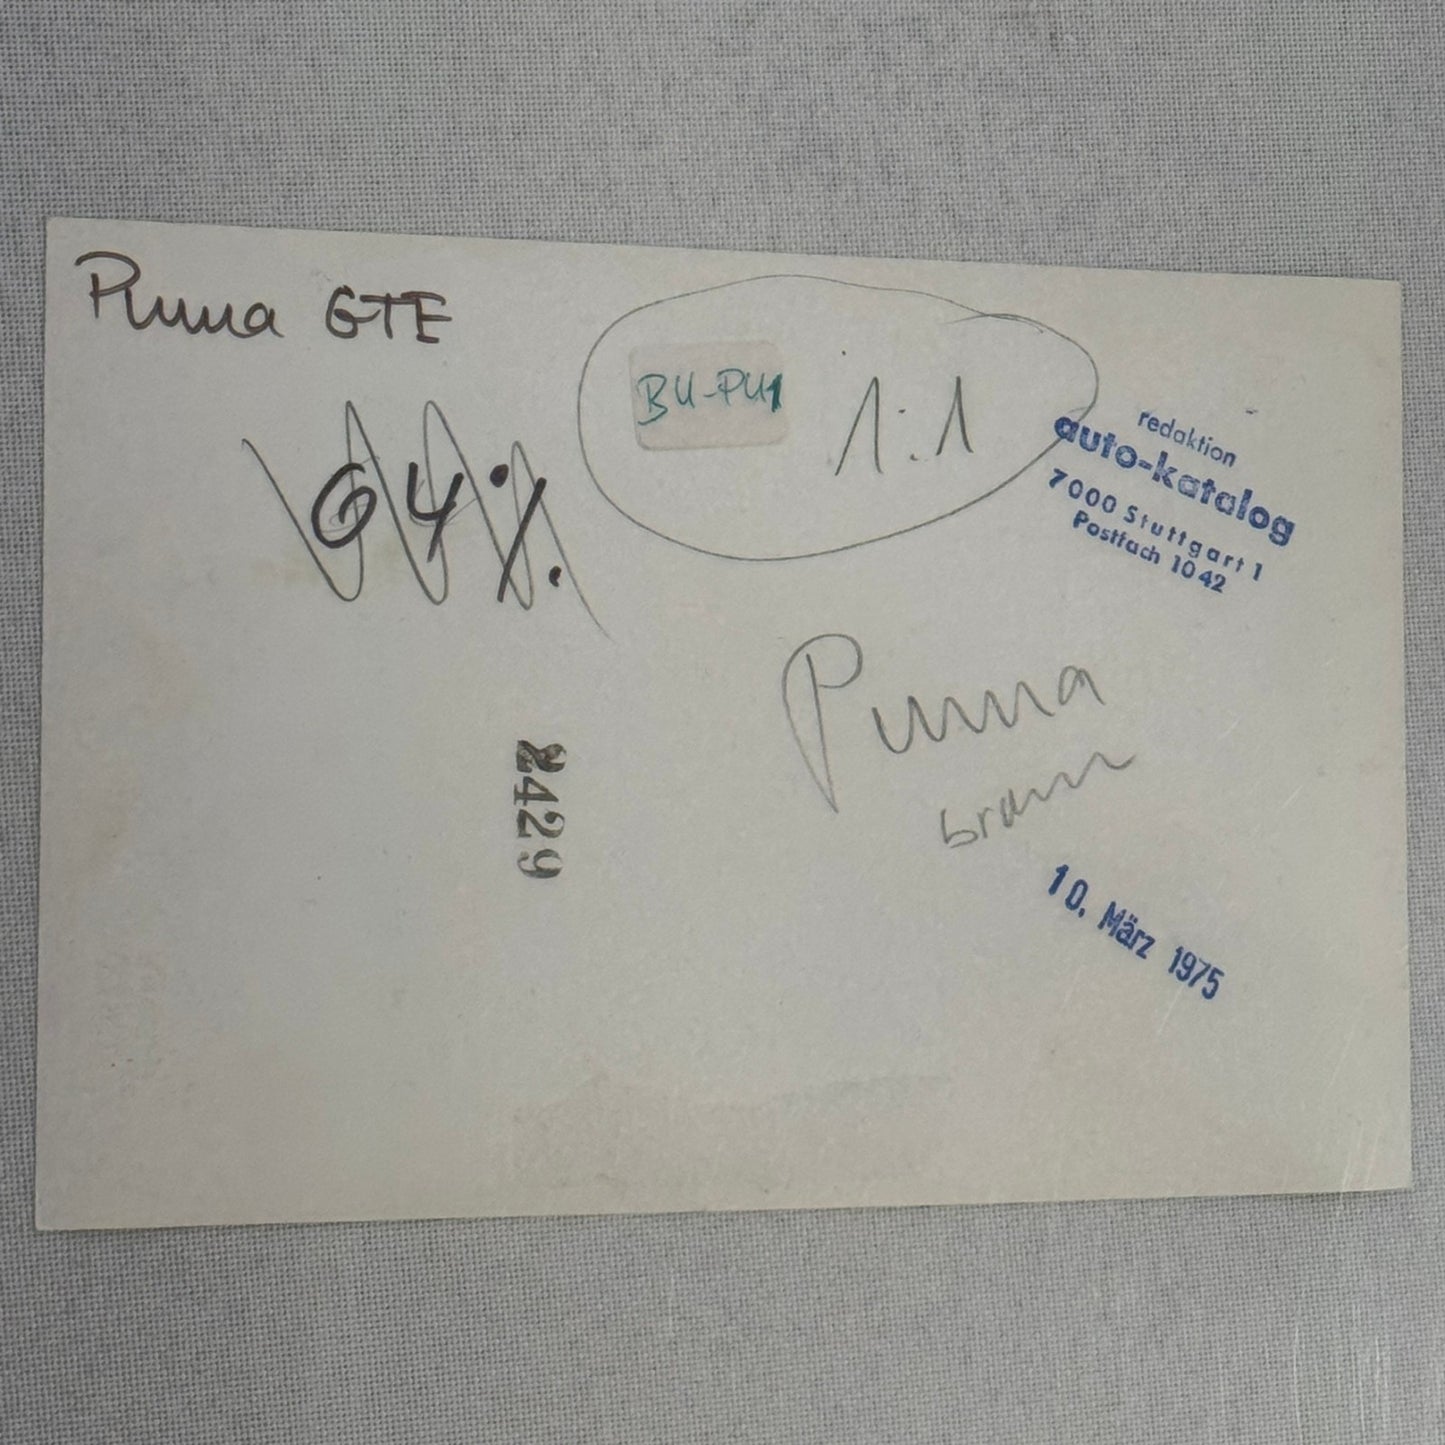 Puma GTE
BU-PU1
1:1
64%
redaktion
auto-katalog
7000 Stuttgart 1
Postfach 1042
Puma
braun
2429
10. März 1975